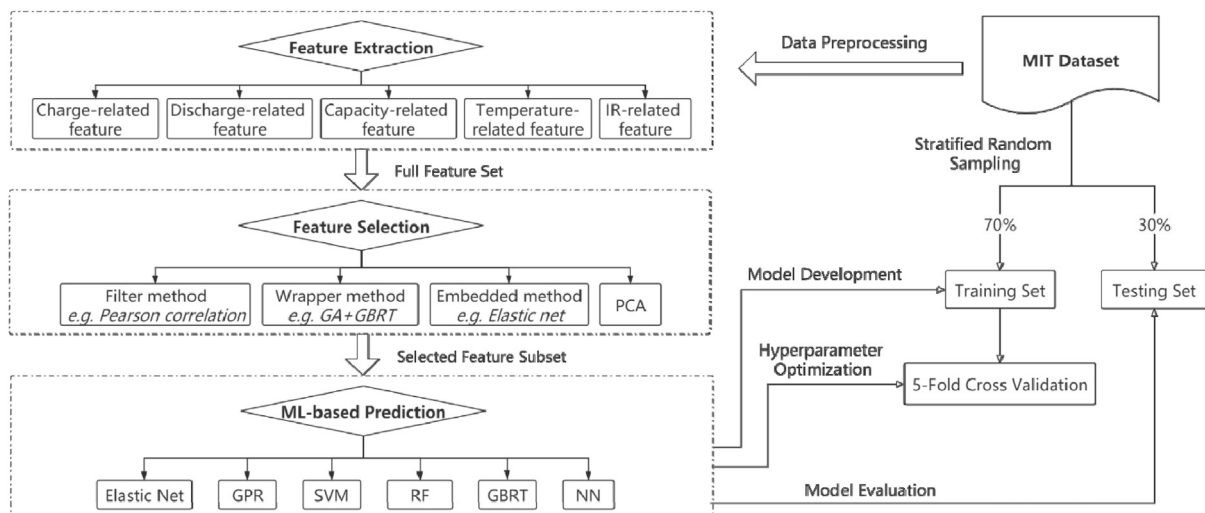 Feature Extraction
Charge-related
feature
Discharge-related
feature
Capacity-related
feature
Temperature-
related feature
IR-related
feature
Full Feature Set
Feature Selection
Filter method
e.g. Pearson correlation
Wrapper method
e.g. GA+GBRT
Embedded method
e.g. Elastic net
PCA
Selected Feature Subset
ML-based Prediction
Elastic Net
GPR
SVM
RF
GBRT
NN
Data Preprocessing
MIT Dataset
Stratified Random
Sampling
70%
30%
Model Development
Training Set
Testing Set
Hyperparameter
Optimization
5-Fold Cross Validation
Model Evaluation